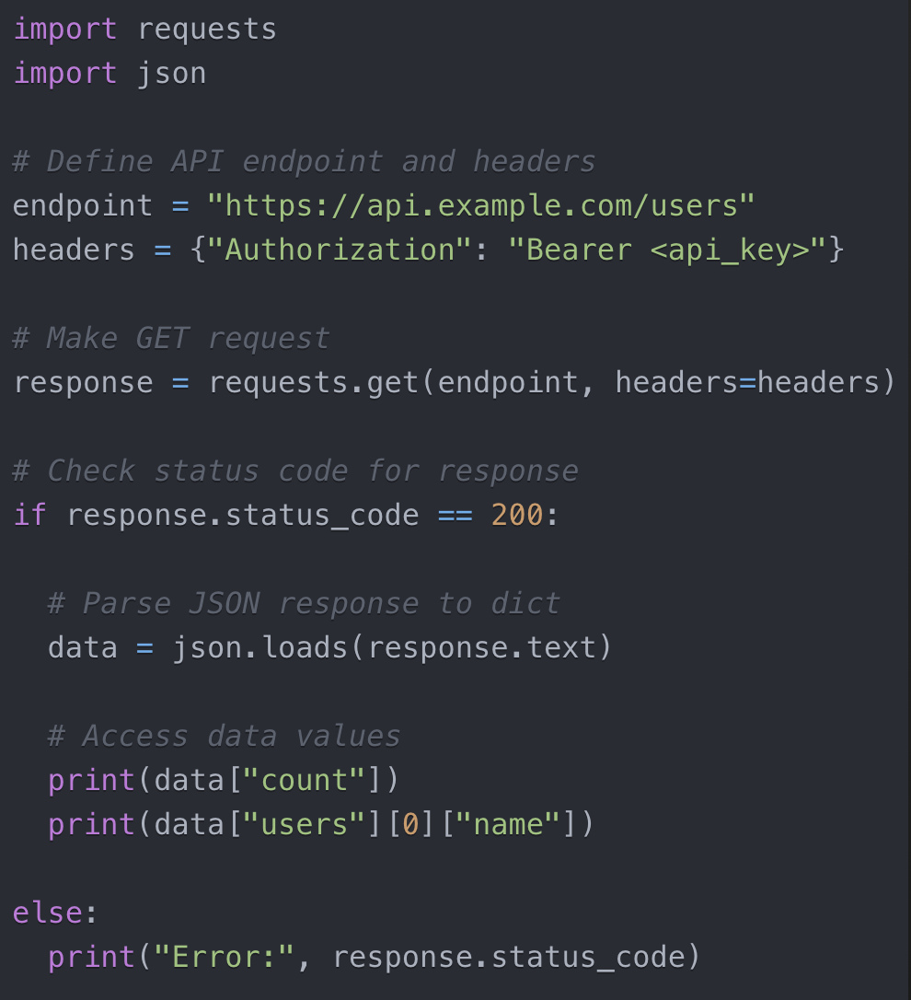 import requests
import json

# Define API endpoint and headers
endpoint = "https://api.example.com/users"
headers = {"Authorization": "Bearer <api_key>"}

# Make GET request
response = requests.get(endpoint, headers=headers)

# Check status code for response
if response.status_code == 200:

  # Parse JSON response to dict
  data = json.loads(response.text)

  # Access data values
  print(data["count"])
  print(data["users"][0]["name"])

else:
  print("Error:", response.status_code)